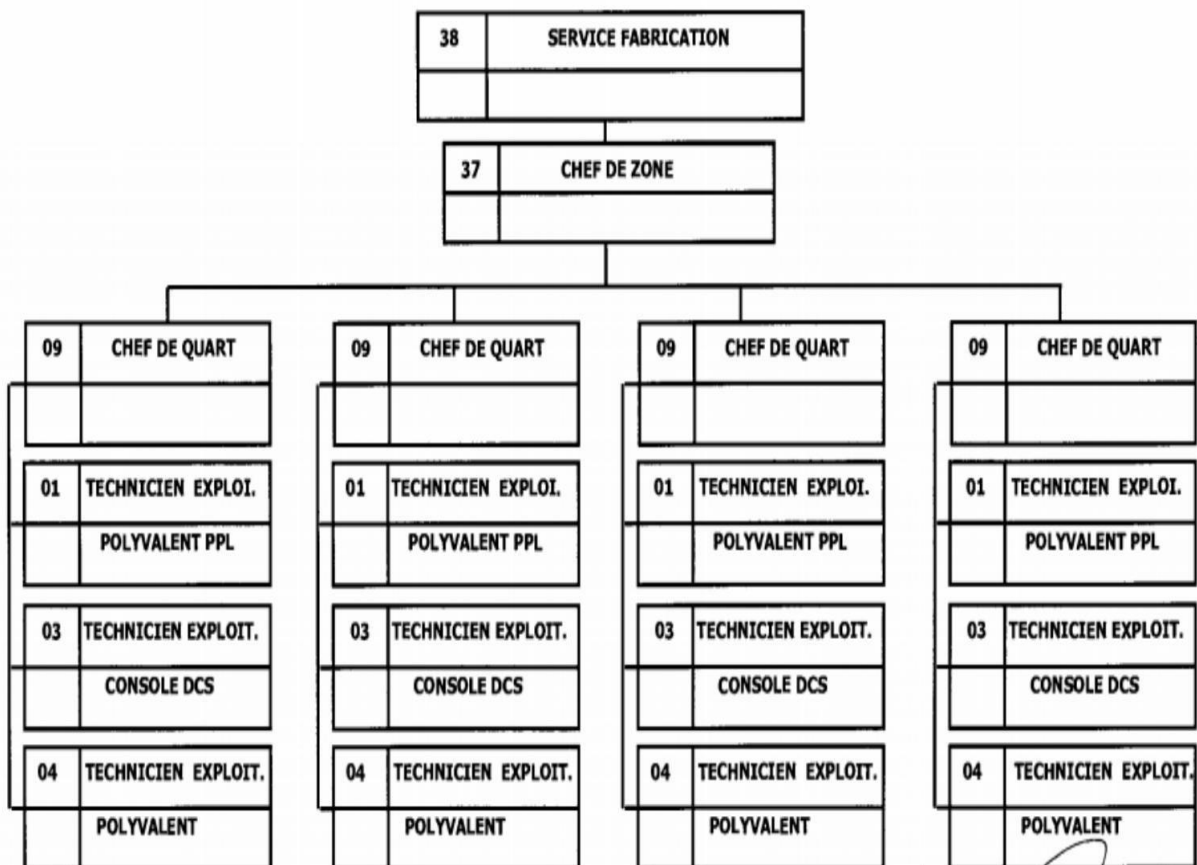 38 SERVICE FABRICATION
37 CHEF DE ZONE
09 CHEF DE QUART
01 TECHNICIEN EXPLOI.
POLYVALENT PPL
03 TECHNICIEN EXPLOIT.
CONSOLE DCS
04 TECHNICIEN EXPLOIT.
POLYVALENT
09 CHEF DE QUART
01 TECHNICIEN EXPLOI.
POLYVALENT PPL
03 TECHNICIEN EXPLOIT.
CONSOLE DCS
04 TECHNICIEN EXPLOIT.
POLYVALENT
09 CHEF DE QUART
01 TECHNICIEN EXPLOI.
POLYVALENT PPL
03 TECHNICIEN EXPLOIT.
CONSOLE DCS
04 TECHNICIEN EXPLOIT.
POLYVALENT
09 CHEF DE QUART
01 TECHNICIEN EXPLOI.
POLYVALENT PPL
03 TECHNICIEN EXPLOIT.
CONSOLE DCS
04 TECHNICIEN EXPLOIT.
POLYVALENT